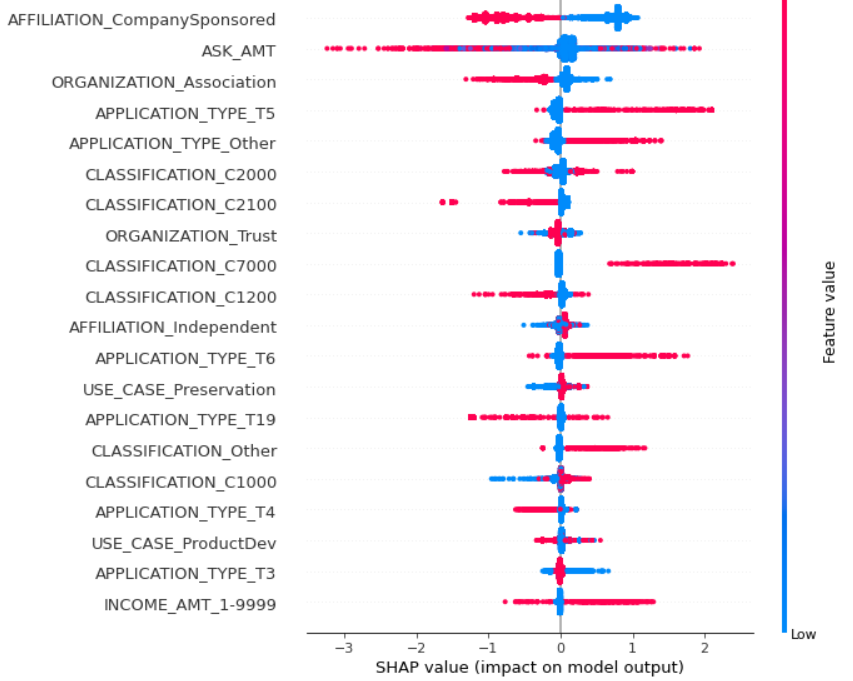 AFFILIATION_CompanySponsored
ASK_AMT
ORGANIZATION_Association
APPLICATION_TYPE_T5
APPLICATION_TYPE_Other
CLASSIFICATION_C2000
CLASSIFICATION_C2100
ORGANIZATION_Trust
CLASSIFICATION_C7000
CLASSIFICATION_C1200
AFFILIATION_Independent
APPLICATION_TYPE_T6
USE_CASE_Preservation
APPLICATION_TYPE_T19
CLASSIFICATION_Other
CLASSIFICATION_C1000
APPLICATION_TYPE_T4
USE_CASE_ProductDev
APPLICATION_TYPE_T3
INCOME_AMT_1-9999
−3 −2 −1 0 1 2
SHAP value (impact on model output)
Low
Feature value